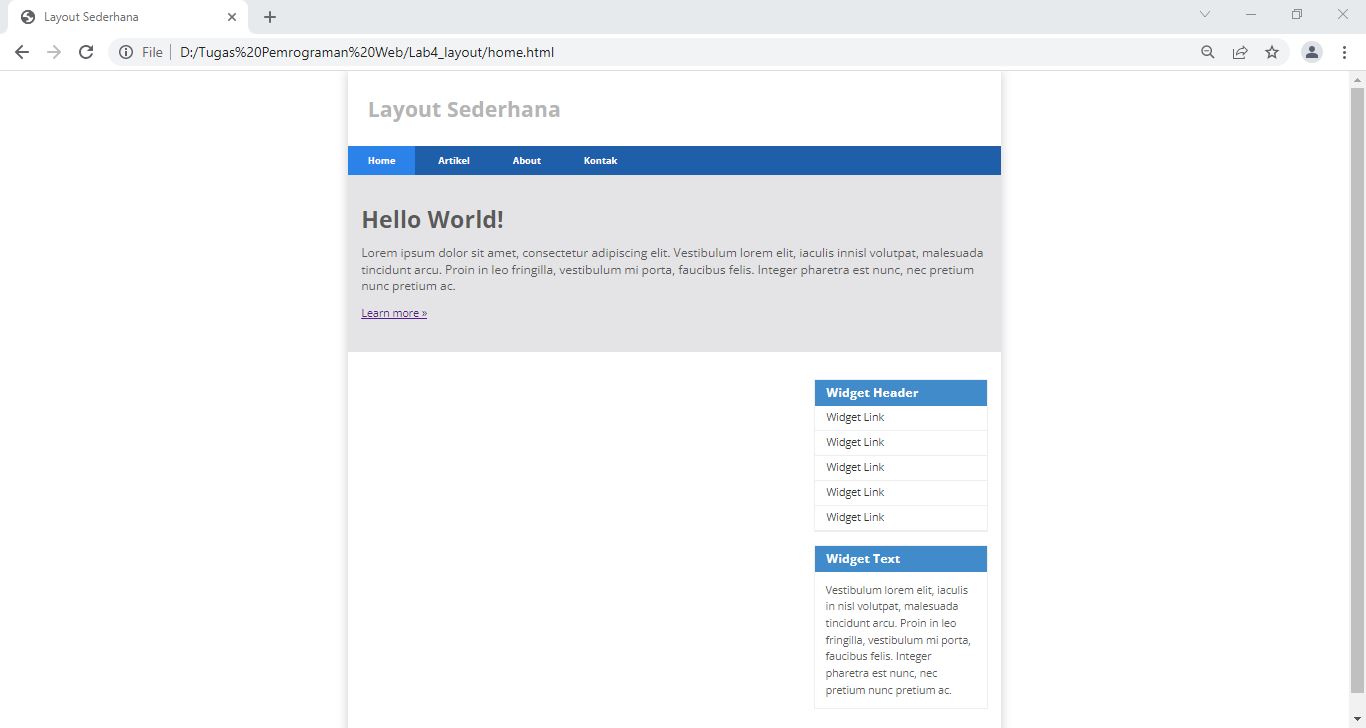 Layout Sederhana
File
D:/Tugas%20Pemrograman%20Web/Lab4_layout/home.html
Layout Sederhana
Home Artikel About Kontak
Hello World!
Lorem ipsum dolor sit amet, consectetur adipiscing elit. Vestibulum lorem elit, iaculis innisl volutpat, malesuada
tincidunt arcu. Proin in leo fringilla, vestibulum mi porta, faucibus felis. Integer pharetra est nunc, nec pretium
nunc pretium ac.
Learn more »
Widget Header
Widget Link
Widget Link
Widget Link
Widget Link
Widget Link
Widget Text
Vestibulum lorem elit, iaculis
in nisl volutpat, malesuada
tincidunt arcu. Proin in leo
fringilla, vestibulum mi porta,
faucibus felis. Integer
pharetra est nunc, nec
pretium nunc pretium ac.